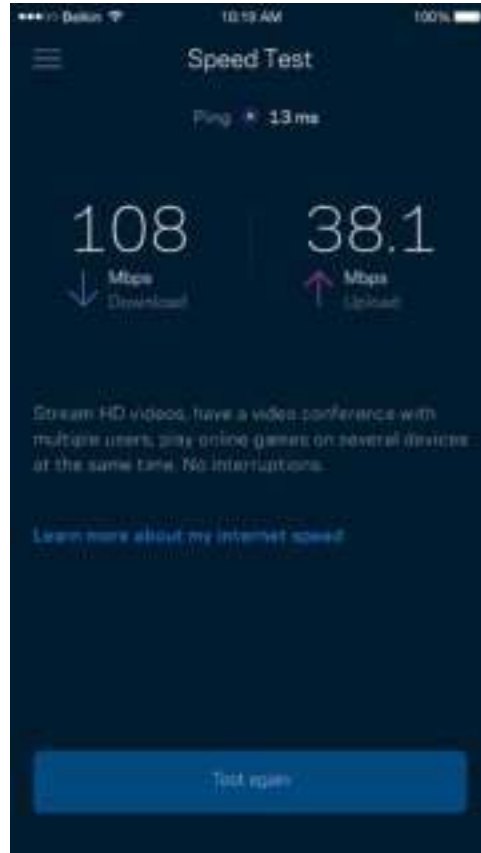 Belkin 10:19 AM 100%
Speed Test
Ping 13 ms
108 38.1
Mbps Mbps
Download Upload
Stream HD videos, have a video conference with
multiple users, play online games on several devices
at the same time. No interruptions.
Learn more about my internet speed
Test again